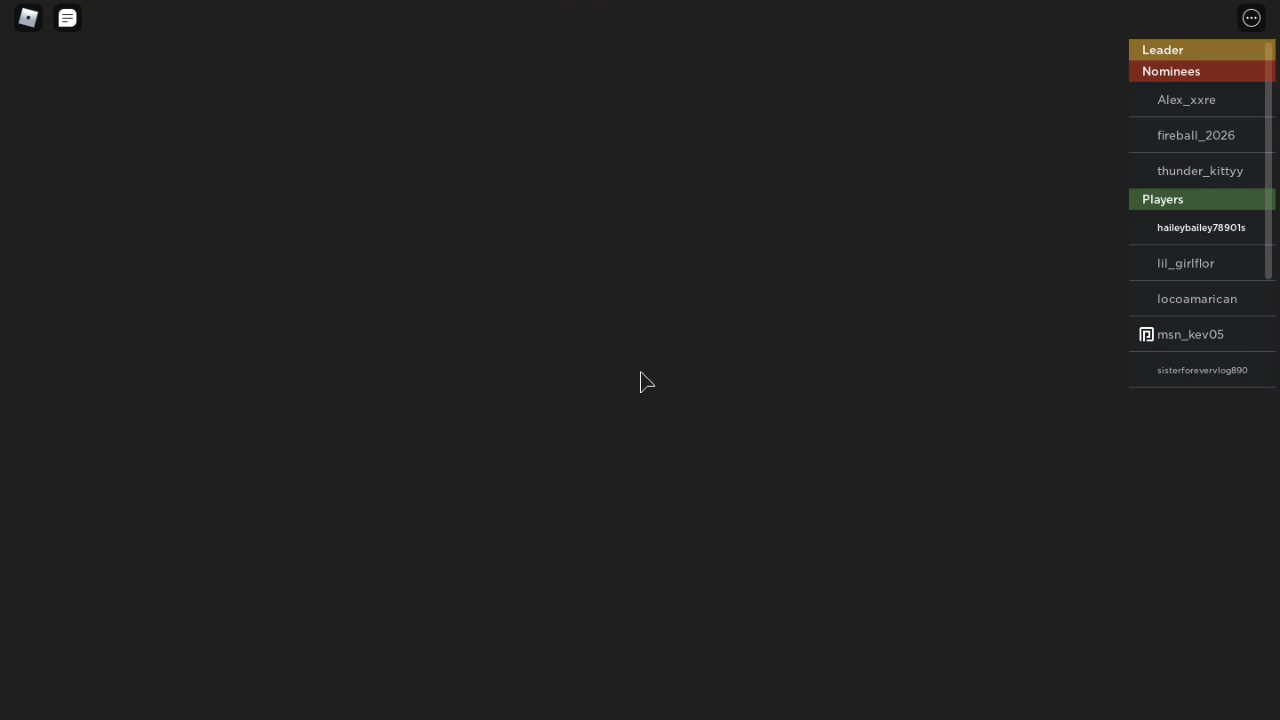 Leader
Nominees
Alex_xxre
fireball_2026
thunder_kittyy
Players
haileybailey78901s
lil_girlflor
locoamarican
msn_kev05
sisterforevervlog890